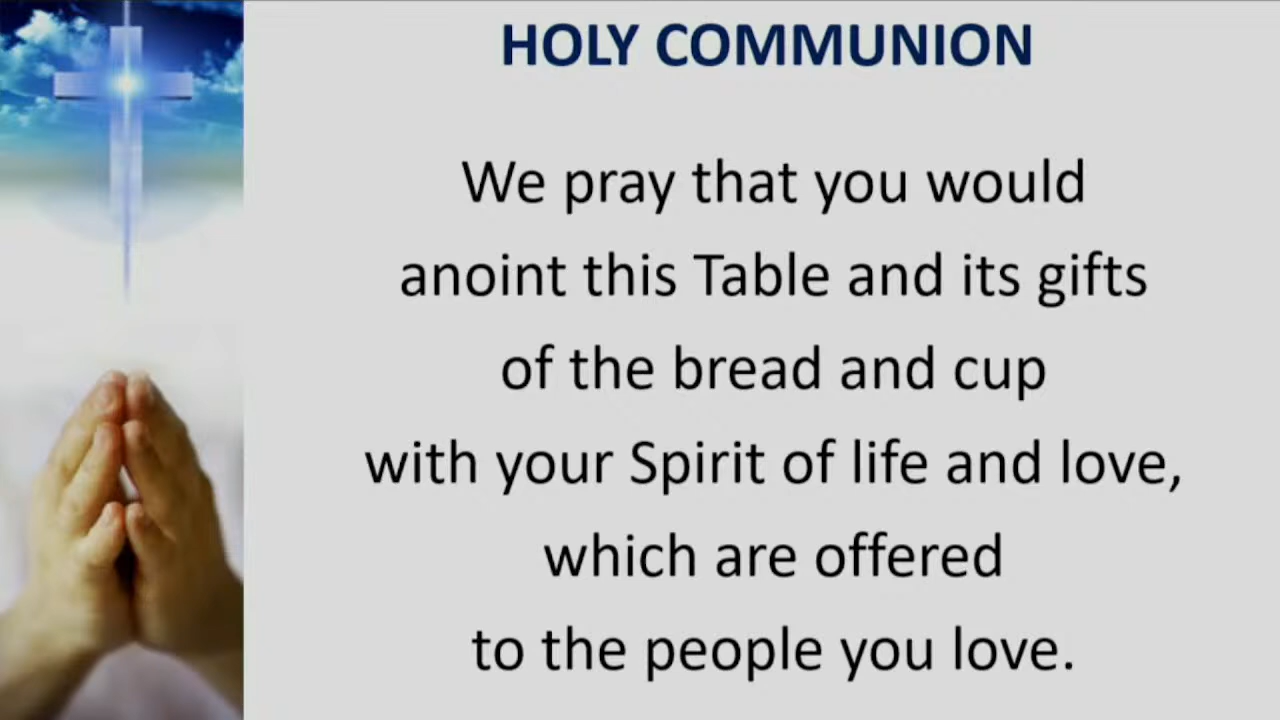 HOLY COMMUNION
We pray that you would
anoint this Table and its gifts
of the bread and cup
with your Spirit of life and love,
which are offered
to the people you love.